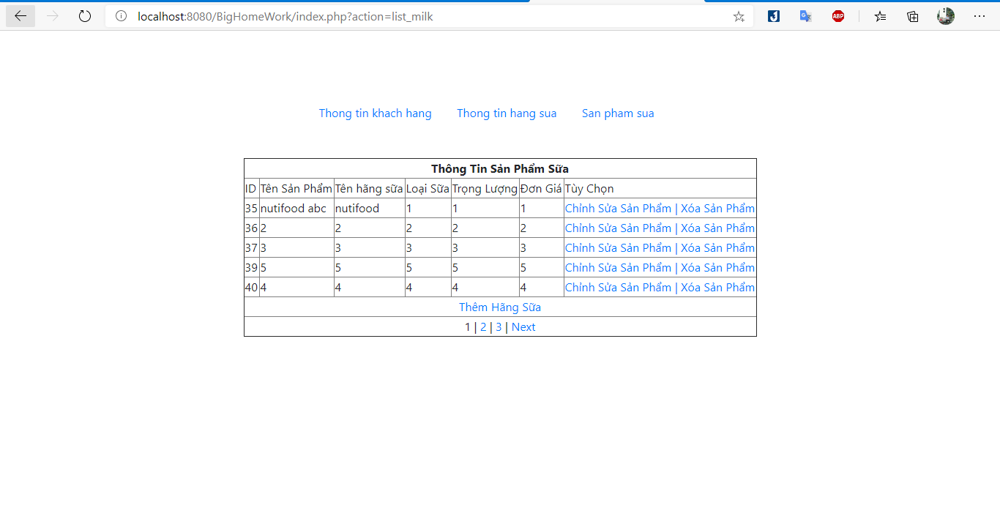 localhost:8080/BigHomeWork/index.php?action=list_milk
ABP
Thong tin khach hang Thong tin hang sua San pham sua
Thông Tin Sản Phẩm Sữa
ID Tên Sản Phẩm Tên hãng sữa Loại Sữa Trọng Lượng Đơn Giá Tùy Chọn
35 nutifood abc nutifood 1 1 1 Chỉnh Sửa Sản Phẩm | Xóa Sản Phẩm
36 2 2 2 2 2 Chỉnh Sửa Sản Phẩm | Xóa Sản Phẩm
37 3 3 3 3 3 Chỉnh Sửa Sản Phẩm | Xóa Sản Phẩm
39 5 5 5 5 5 Chỉnh Sửa Sản Phẩm | Xóa Sản Phẩm
40 4 4 4 4 4 Chỉnh Sửa Sản Phẩm | Xóa Sản Phẩm
Thêm Hãng Sữa
1 | 2 | 3 | Next